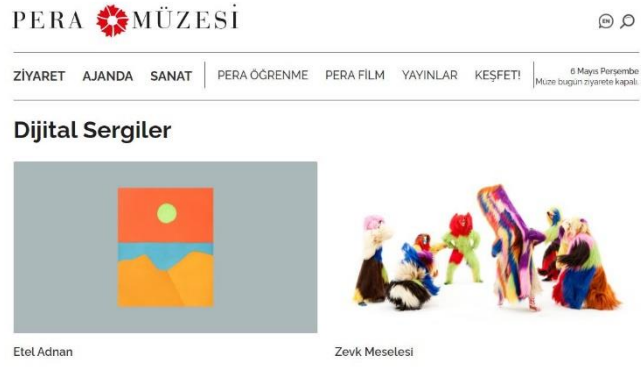 PERA MÜZESİ
EN
ZİYARET AJANDA SANAT PERA ÖĞRENME PERA FİLM YAYINLAR KEŞFET! 6 Mayıs Perşembe
Müze bugün ziyarete kapalı.
Dijital Sergiler
Etel Adnan Zevk Meselesi